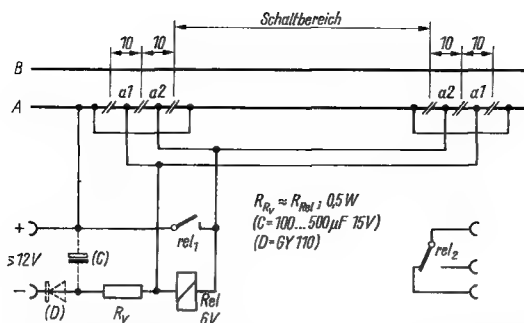 Schaltbereich
10 10 10 10
B
a1 a2 a2 a1
A
R_Rv ≈ R_Rel; 0,5W
(C=100...500µF 15V)
(D=GY 110)
+
rel₁
rel₂
≤12V
(C)
−
(D)
R_v
Rel
6V